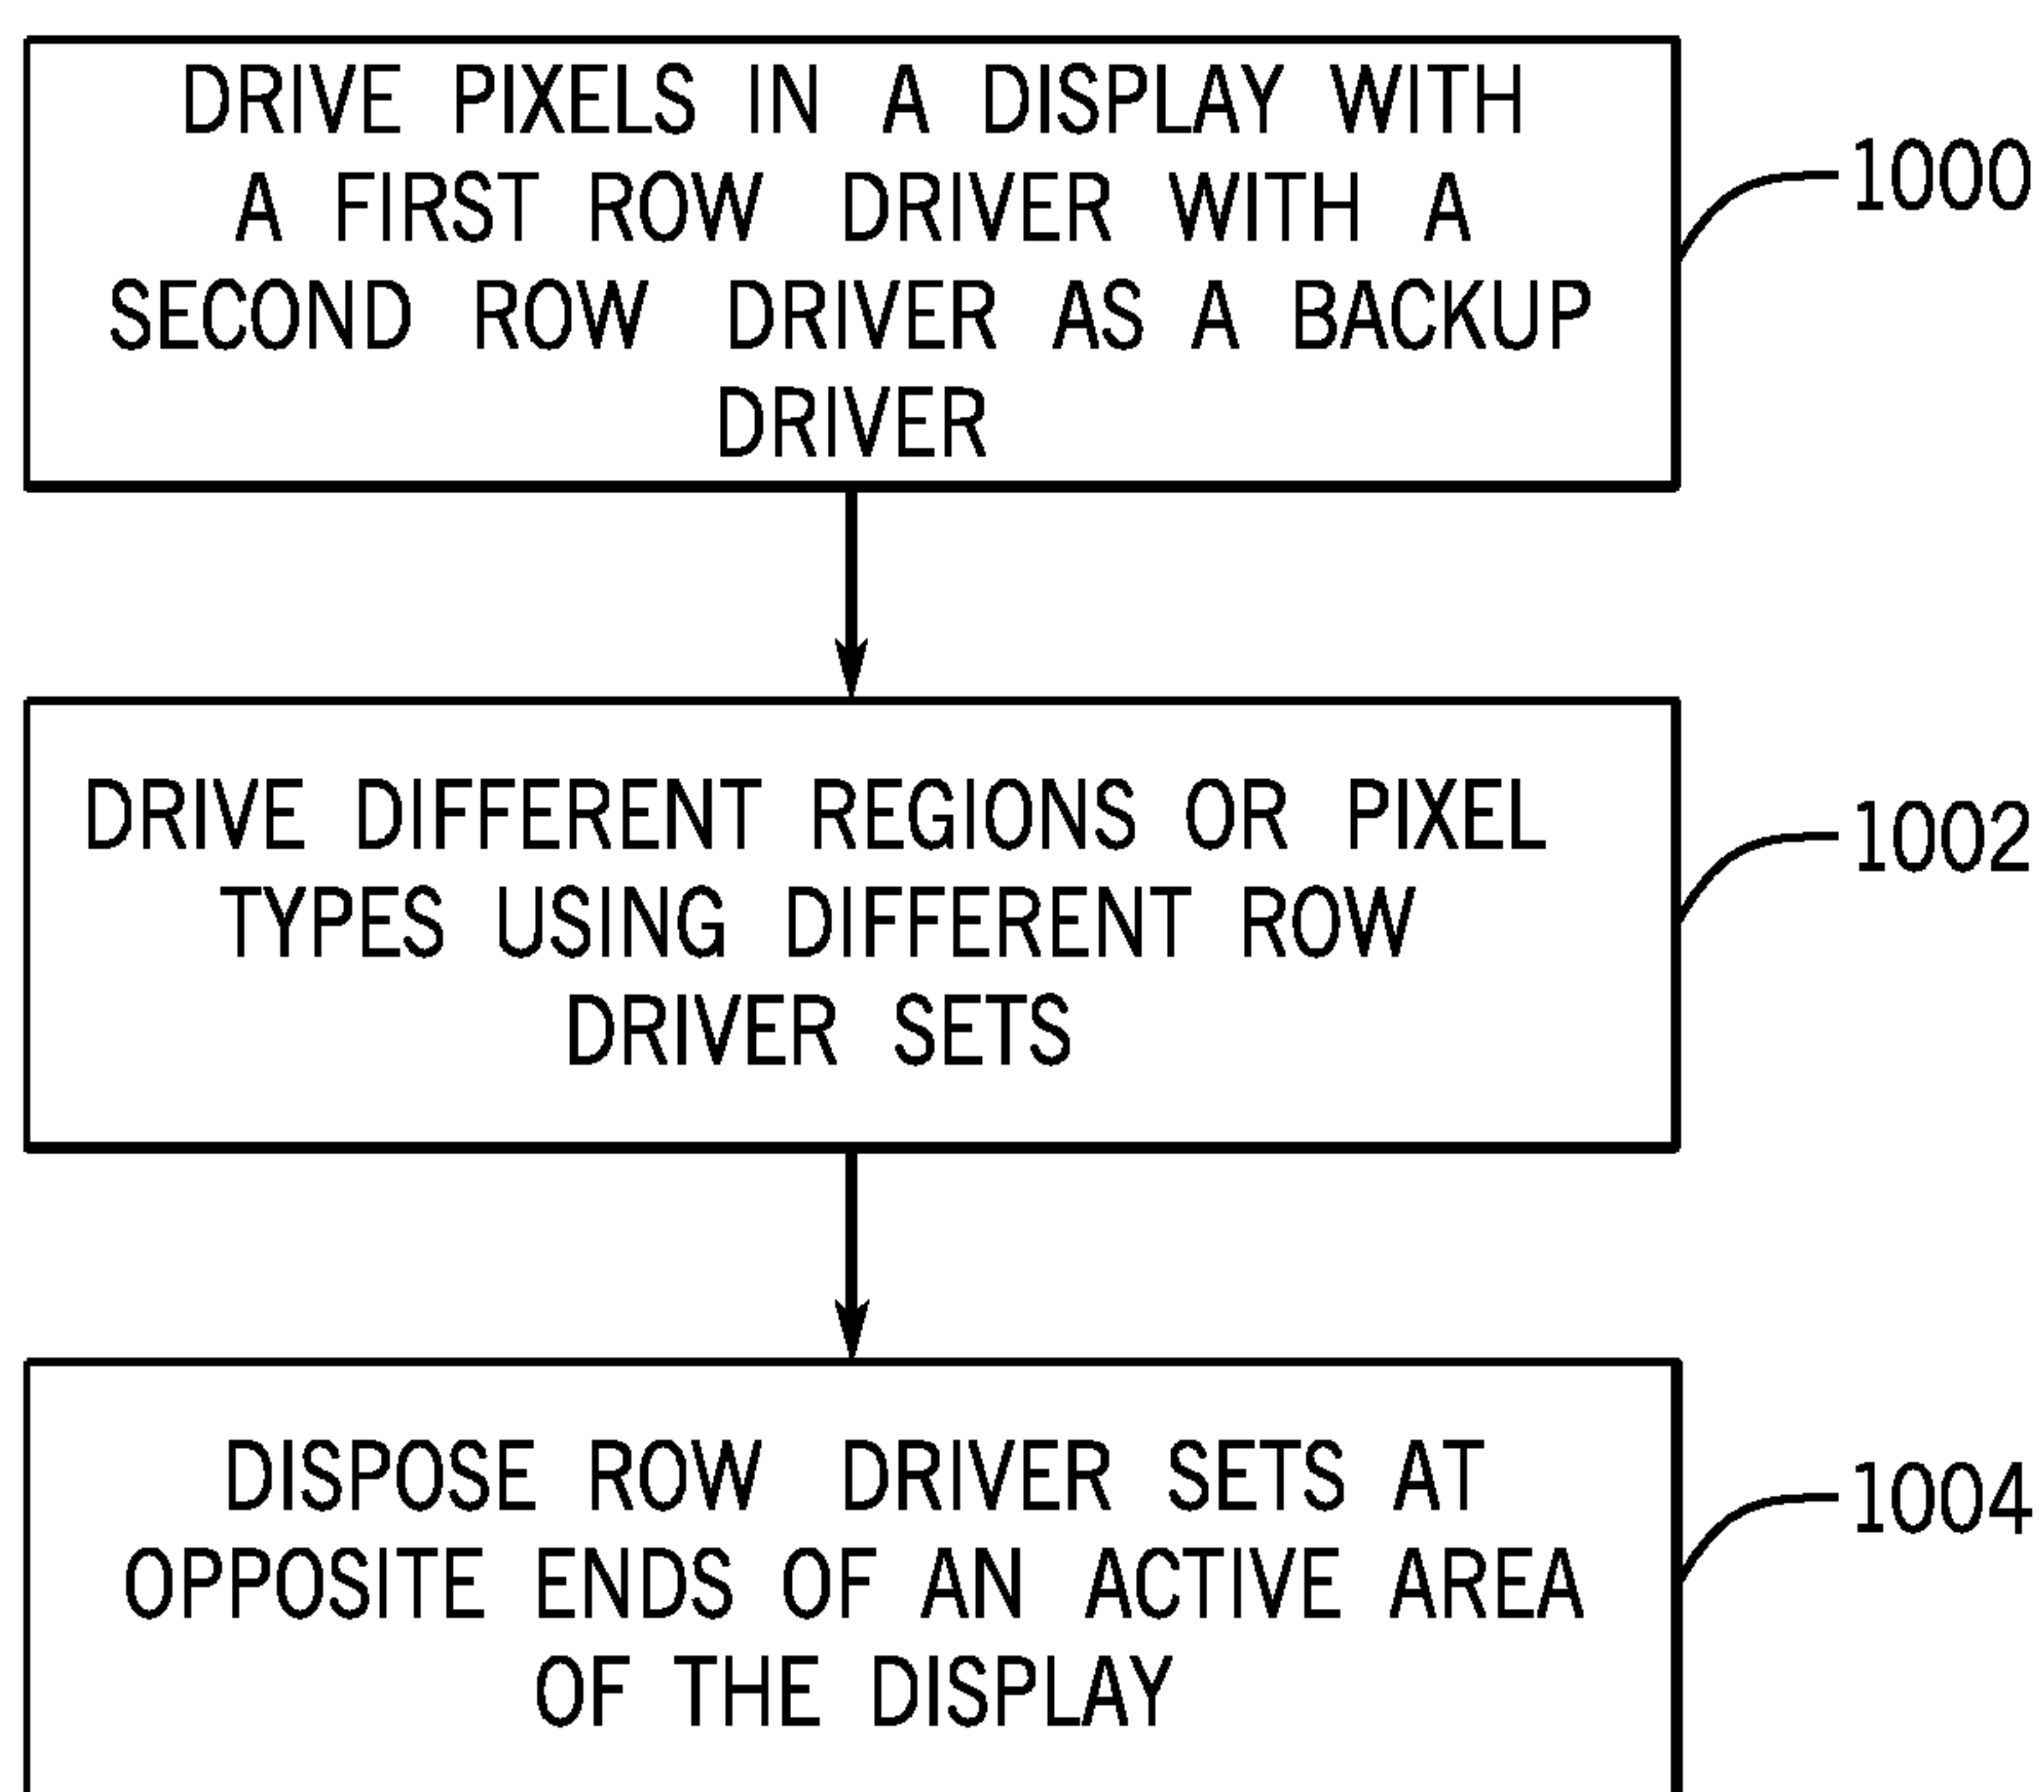 DRIVE PIXELS IN A DISPLAY WITH
A FIRST ROW DRIVER WITH A
SECOND ROW DRIVER AS A BACKUP
DRIVER
1000
DRIVE DIFFERENT REGIONS OR PIXEL
TYPES USING DIFFERENT ROW
DRIVER SETS
1002
DISPOSE ROW DRIVER SETS AT
OPPOSITE ENDS OF AN ACTIVE AREA
OF THE DISPLAY
1004